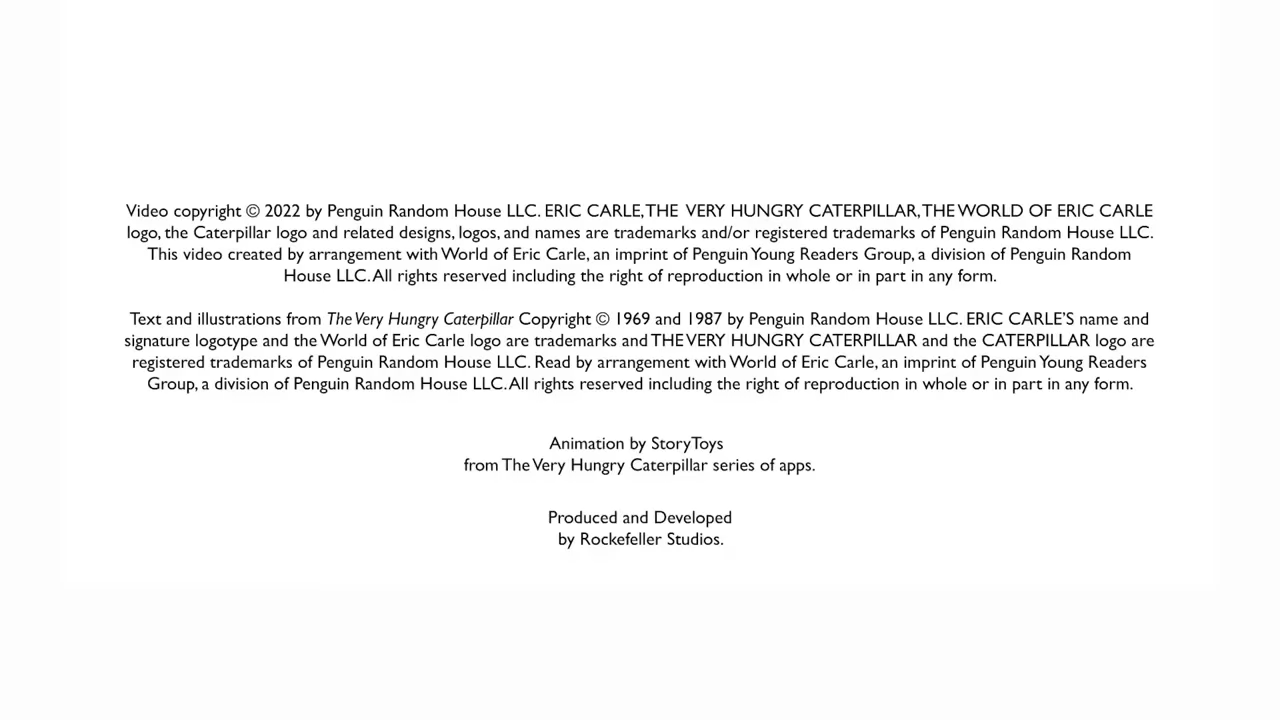 Video copyright © 2022 by Penguin Random House LLC. ERIC CARLE, THE VERY HUNGRY CATERPILLAR, THE WORLD OF ERIC CARLE
logo, the Caterpillar logo and related designs, logos, and names are trademarks and/or registered trademarks of Penguin Random House LLC.
This video created by arrangement with World of Eric Carle, an imprint of Penguin Young Readers Group, a division of Penguin Random
House LLC. All rights reserved including the right of reproduction in whole or in part in any form.
Text and illustrations from The Very Hungry Caterpillar Copyright © 1969 and 1987 by Penguin Random House LLC. ERIC CARLE'S name and
signature logotype and the World of Eric Carle logo are trademarks and THE VERY HUNGRY CATERPILLAR and the CATERPILLAR logo are
registered trademarks of Penguin Random House LLC. Read by arrangement with World of Eric Carle, an imprint of Penguin Young Readers
Group, a division of Penguin Random House LLC. All rights reserved including the right of reproduction in whole or in part in any form.
Animation by StoryToys
from The Very Hungry Caterpillar series of apps.
Produced and Developed
by Rockefeller Studios.